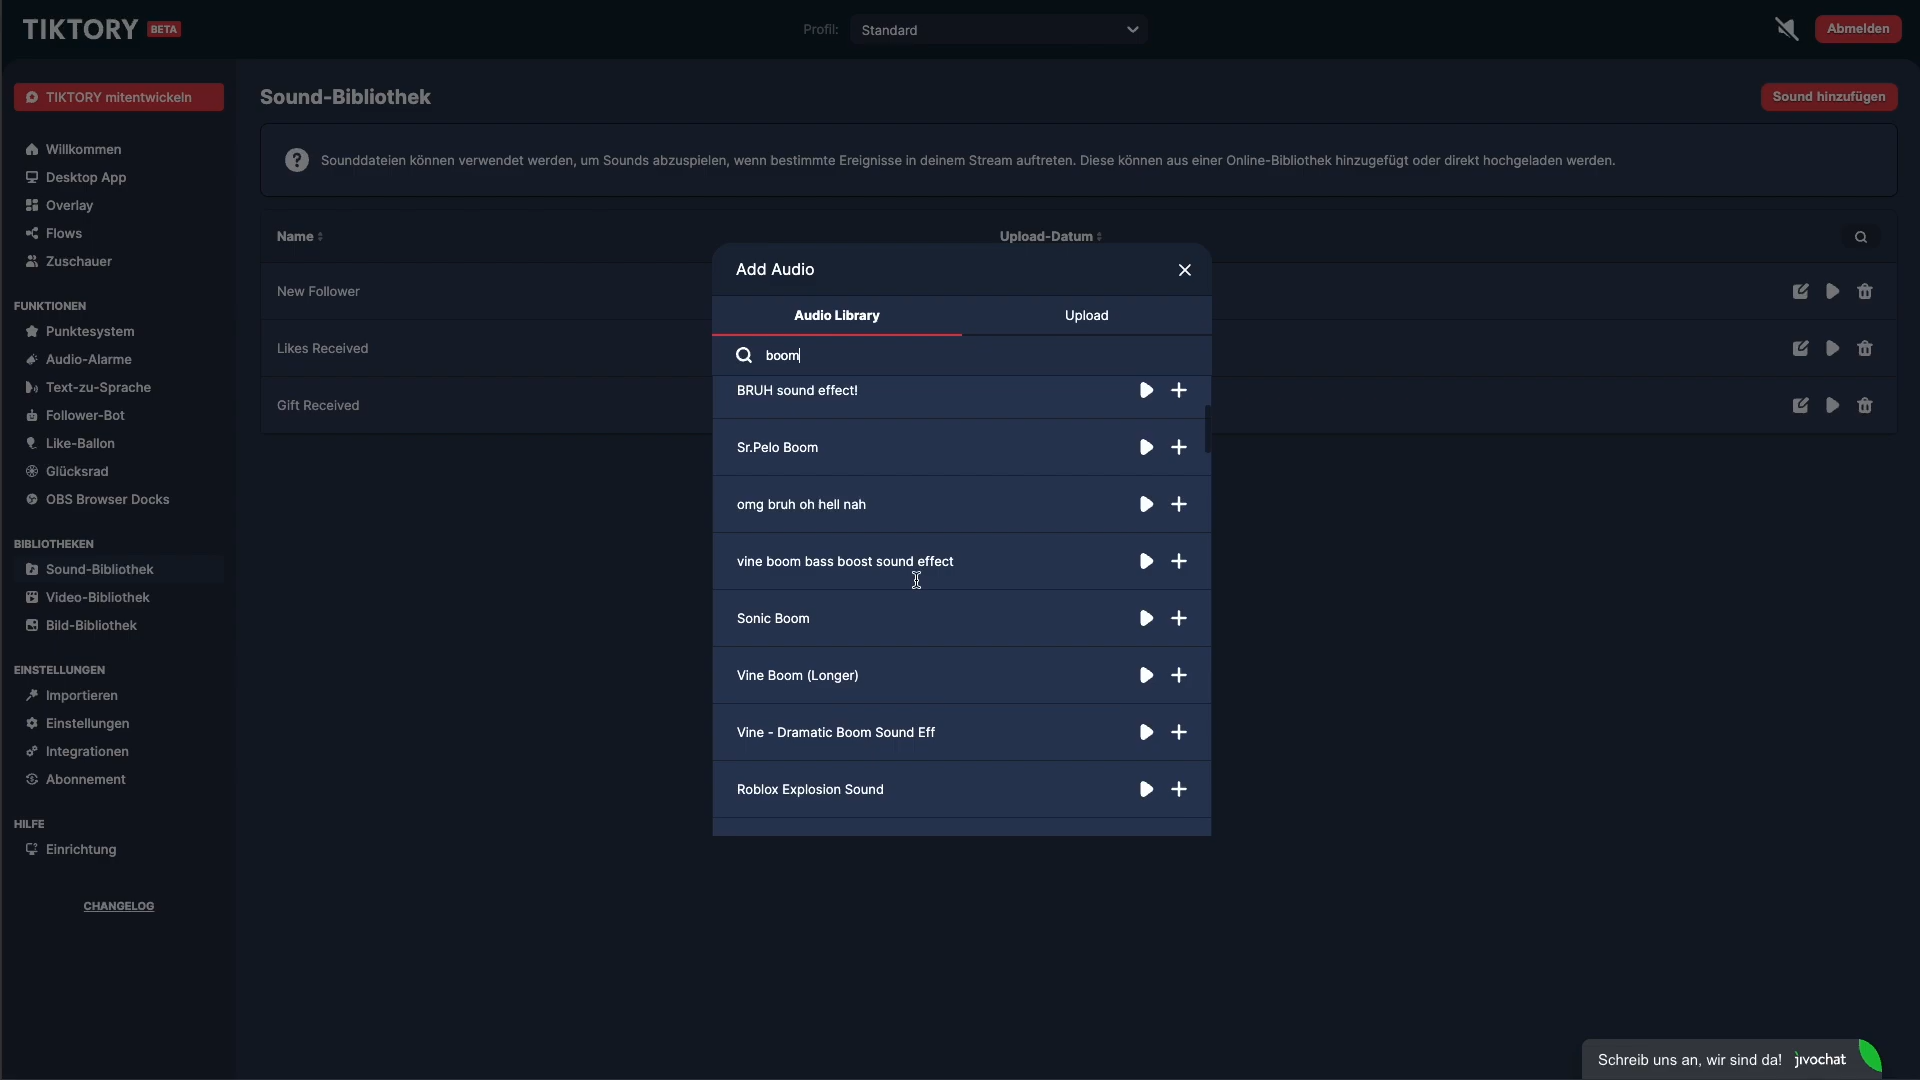 TIKTORY BETA
Profil: Standard
Abmelden
TIKTORY mitentwickeln
Willkommen
Desktop App
Overlay
Flows
Zuschauer
FUNKTIONEN
Punktesystem
Audio-Alarme
Text-zu-Sprache
Follower-Bot
Like-Ballon
Glücksrad
OBS Browser Docks
BIBLIOTHEKEN
Sound-Bibliothek
Video-Bibliothek
Bild-Bibliothek
EINSTELLUNGEN
Importieren
Einstellungen
Integrationen
Abonnement
HILFE
Einrichtung
CHANGELOG
Sound-Bibliothek
Sound hinzufügen
Sounddateien können verwendet werden, um Sounds abzuspielen, wenn bestimmte Ereignisse in deinem Stream auftreten. Diese können aus einer Online-Bibliothek hinzugefügt oder direkt hochgeladen werden.
Name Upload-Datum
New Follower
Likes Received
Gift Received
Add Audio
Audio Library Upload
boom
BRUH sound effect!
Sr.Pelo Boom
omg bruh oh hell nah
vine boom bass boost sound effect
Sonic Boom
Vine Boom (Longer)
Vine - Dramatic Boom Sound Eff
Roblox Explosion Sound
Schreib uns an, wir sind da! jivochat